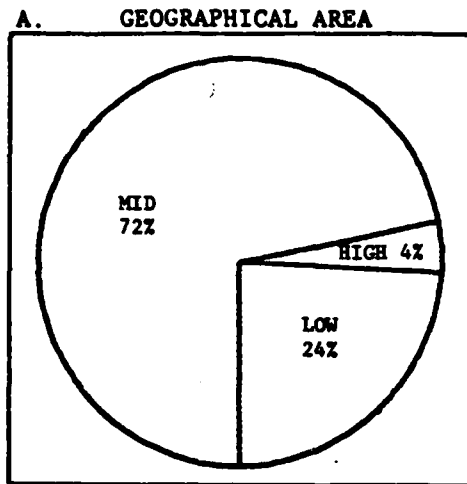 A. GEOGRAPHICAL AREA
MID
72%
HIGH 4%
LOW
24%